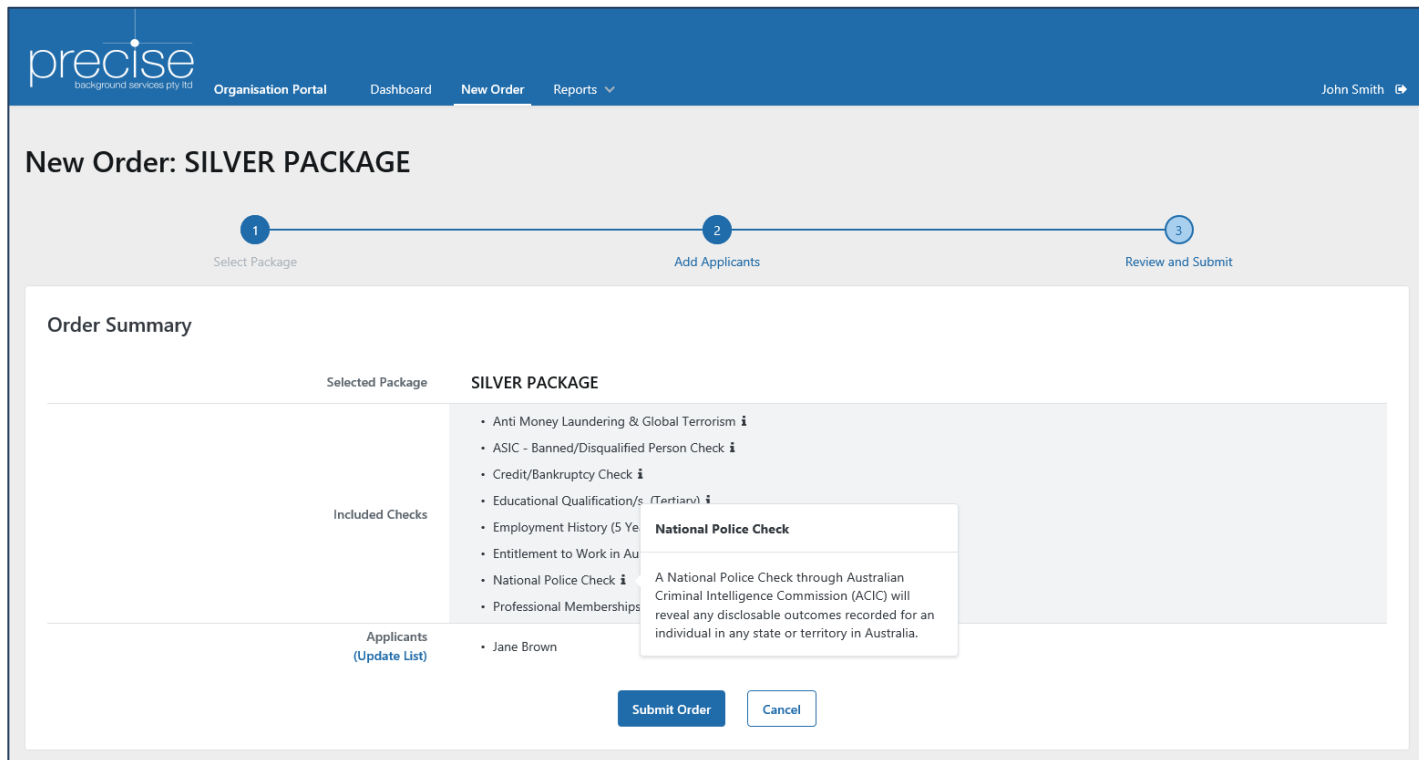 precise
background services pty ltd
Organisation Portal Dashboard New Order Reports John Smith
New Order: SILVER PACKAGE
1 2 3
Select Package Add Applicants Review and Submit
Order Summary
Selected Package SILVER PACKAGE
Included Checks
• Anti Money Laundering & Global Terrorism i
• ASIC - Banned/Disqualified Person Check i
• Credit/Bankruptcy Check i
• Educational Qualification/s (Tertiary) i
• Employment History (5 Ye
• Entitlement to Work in Au
• National Police Check i
• Professional Memberships
National Police Check
A National Police Check through Australian
Criminal Intelligence Commission (ACIC) will
reveal any disclosable outcomes recorded for an
individual in any state or territory in Australia.
Applicants
(Update List)
• Jane Brown
Submit Order Cancel